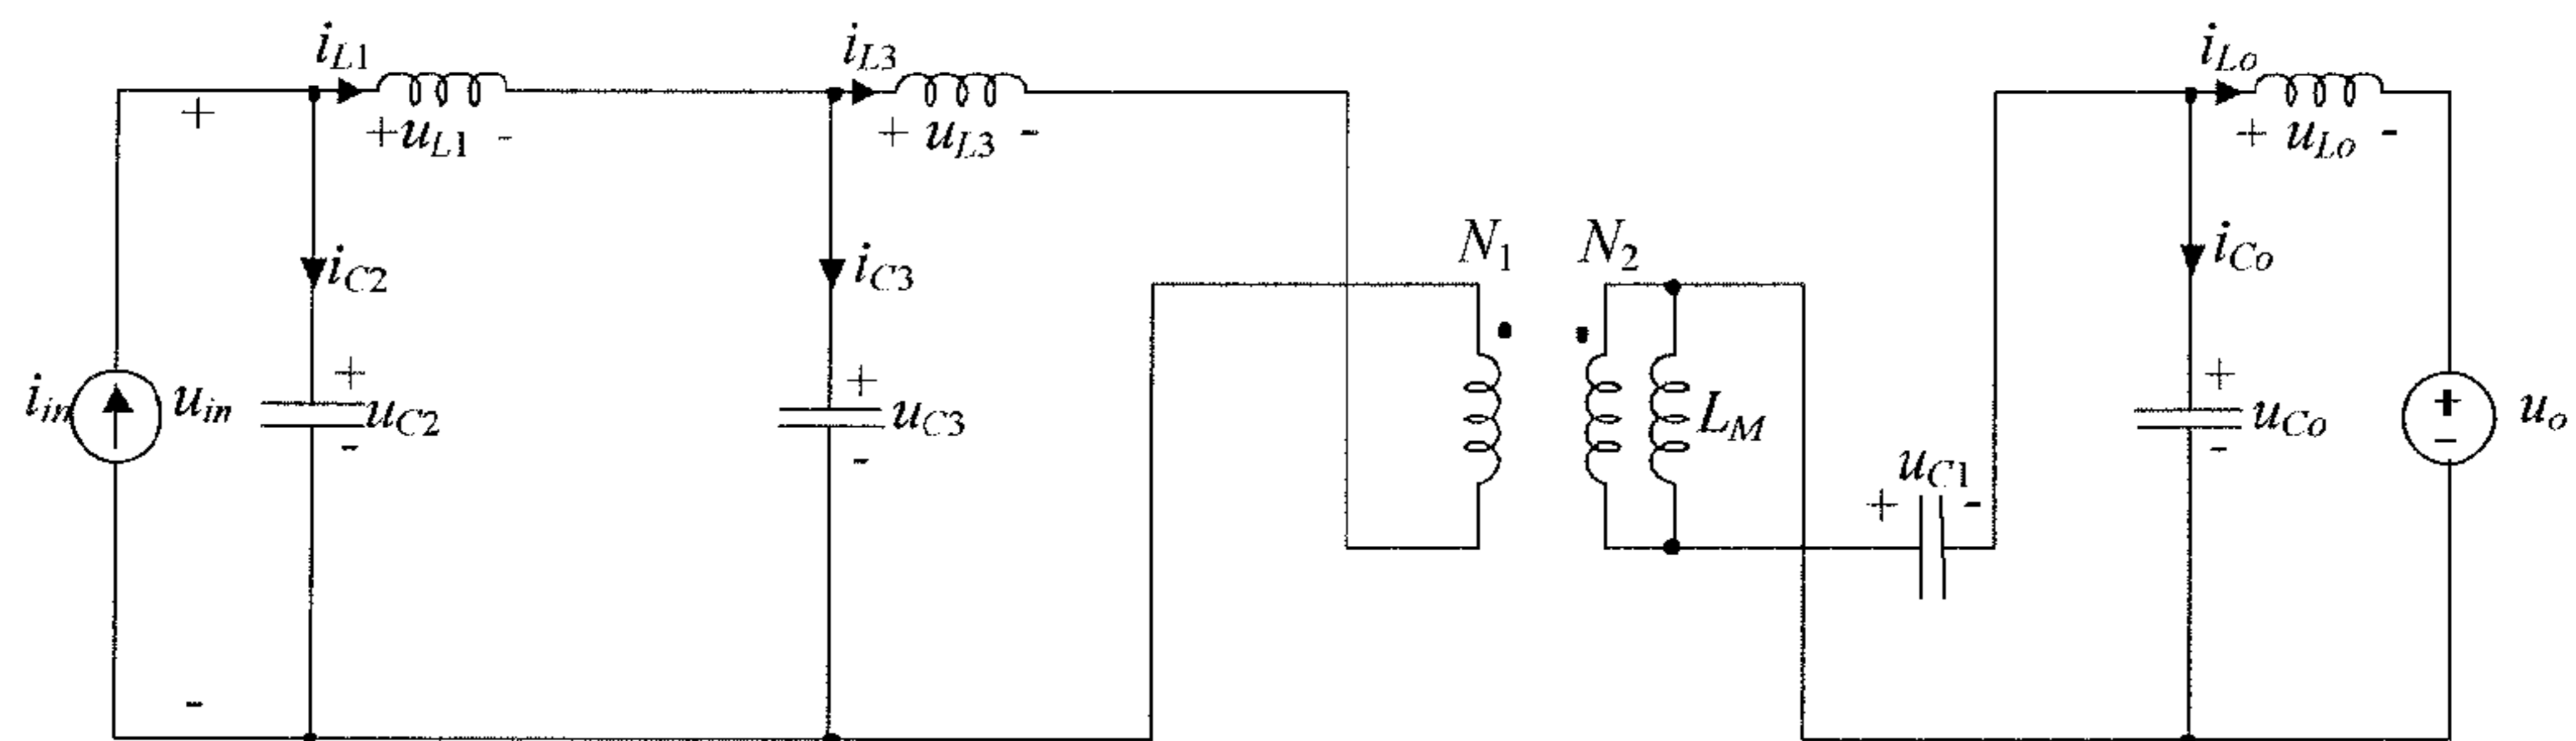 i_{L1} i_{L3} i_{Lo}
+ + u_{L1} - + u_{L3} - + u_{Lo} -
N_1 N_2
i_{C2} i_{C3} i_{Co}
i_{in} u_{in} + u_{C2} - + u_{C3} - L_M + u_{Co} - + - u_o
+ u_{C1} -
-